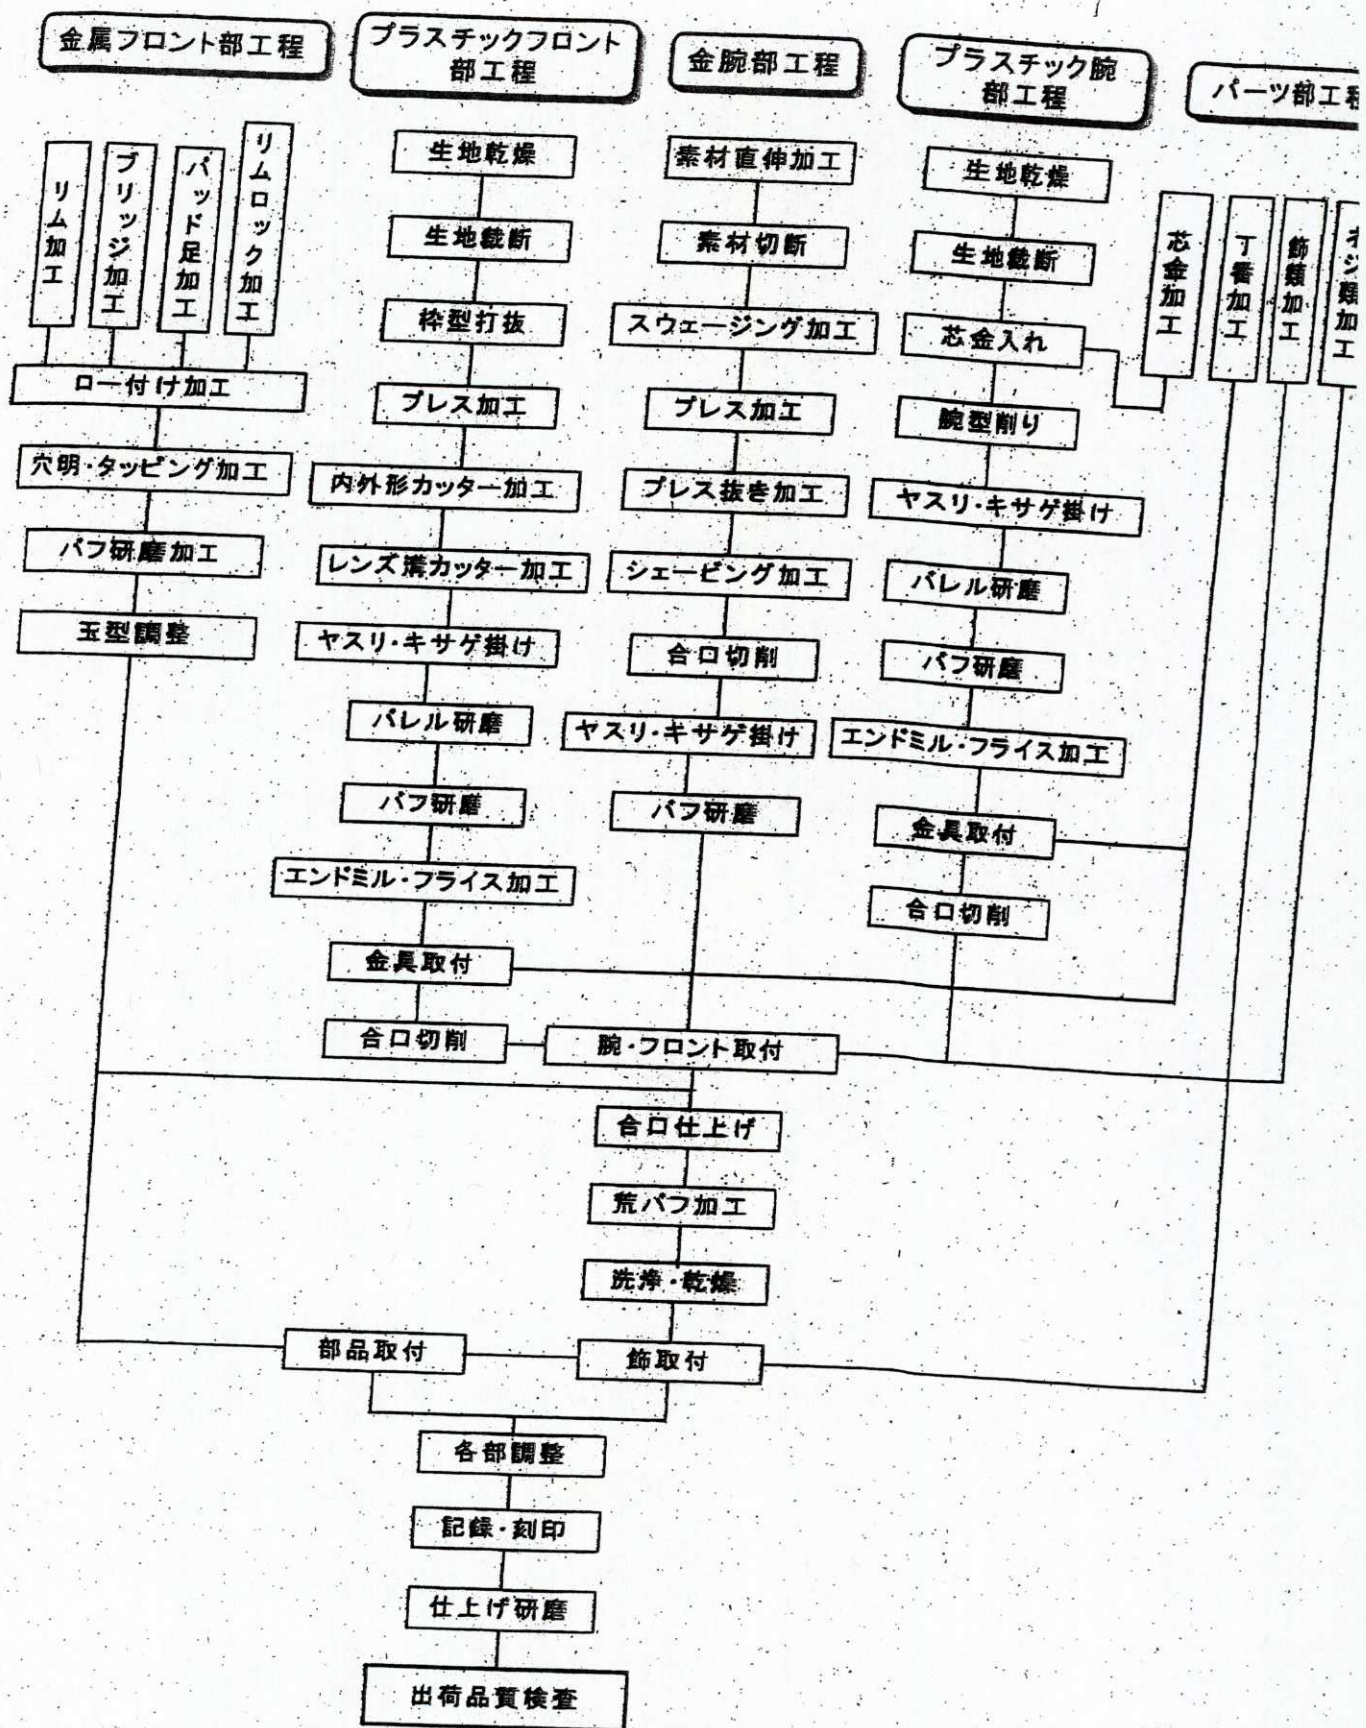 金属フロント部工程
プラスチックフロント
部工程
金腕部工程
プラスチック腕
部工程
パーツ部工程
リム加工
ブリッジ加工
パッド足加工
リムロック加工
ロー付け加工
穴明・タッピング加工
バフ研磨加工
玉型調整
生地乾燥
生地裁断
枠型打抜
プレス加工
内外形カッター加工
レンズ溝カッター加工
ヤスリ・キサゲ掛け
バレル研磨
バフ研磨
エンドミル・フライス加工
金具取付
合口切削
素材直伸加工
素材切断
スウェージング加工
プレス加工
プレス抜き加工
シェービング加工
合口切削
ヤスリ・キサゲ掛け
バフ研磨
生地乾燥
生地裁断
芯金入れ
腕型削り
ヤスリ・キサゲ掛け
バレル研磨
バフ研磨
エンドミル・フライス加工
金具取付
合口切削
芯金加工
丁番加工
飾類加工
ネジ類加工
腕・フロント取付
合口仕上げ
荒バフ加工
洗浄・乾燥
部品取付
飾取付
各部調整
記録・刻印
仕上げ研磨
出荷品質検査